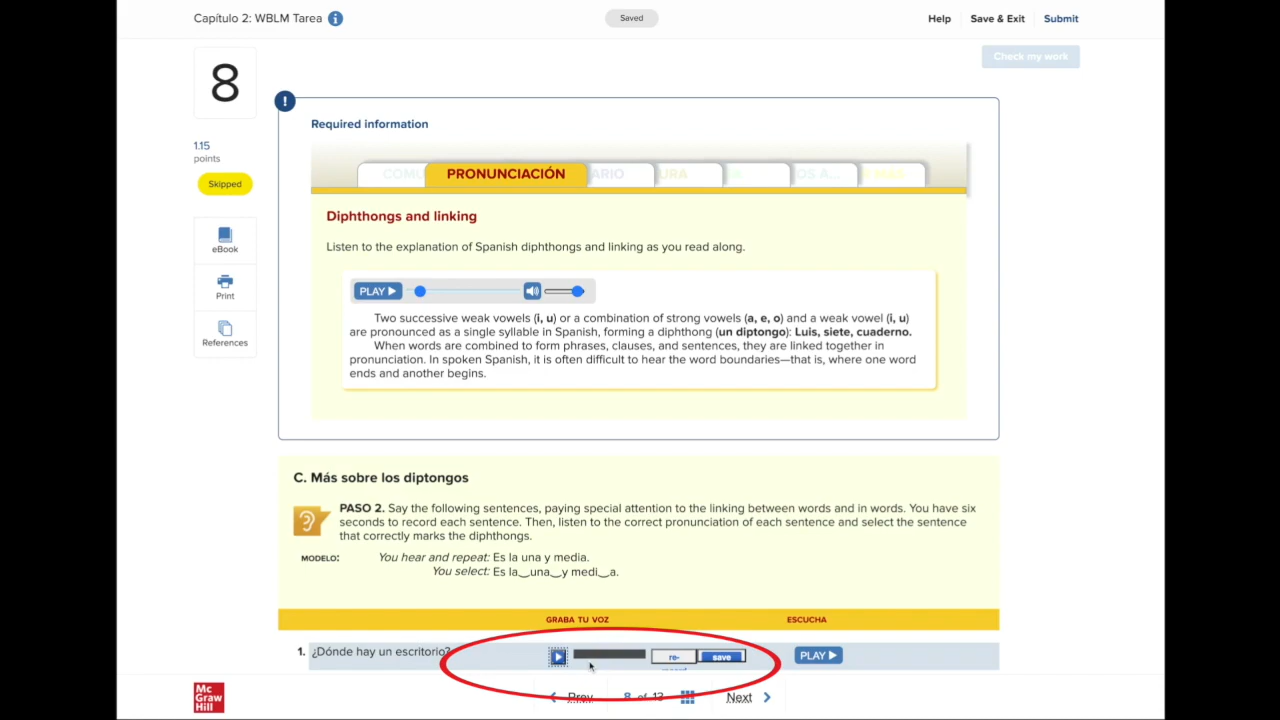 Capítulo 2: WBLM Tarea
Saved
Help
Save & Exit
Submit
Check my work
8
1.15
points
Skipped
eBook
Print
References
!
Required information
COMU
PRONUNCIACIÓN
ARIO
URA
OS A...
Diphthongs and linking
Listen to the explanation of Spanish diphthongs and linking as you read along.
PLAY
Two successive weak vowels (i, u) or a combination of strong vowels (a, e, o) and a weak vowel (i, u)
are pronounced as a single syllable in Spanish, forming a diphthong (un diptongo): Luis, siete, cuaderno.
When words are combined to form phrases, clauses, and sentences, they are linked together in
pronunciation. In spoken Spanish, it is often difficult to hear the word boundaries—that is, where one word
ends and another begins.
C. Más sobre los diptongos
PASO 2. Say the following sentences, paying special attention to the linking between words and in words. You have six
seconds to record each sentence. Then, listen to the correct pronunciation of each sentence and select the sentence
that correctly marks the diphthongs.
MODELO: You hear and repeat: Es la una y media.
You select: Es la‿una‿y medi‿a.
GRABA TU VOZ
ESCUCHA
1. ¿Dónde hay un escritorio?
re-
save
PLAY
Mc
Graw
Hill
Prev
8 of 13
Next